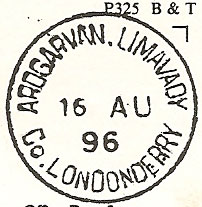 P325 B & T
ARDGARVAN. LIMAVADY
16 AU
96
Co. LONDONDERRY